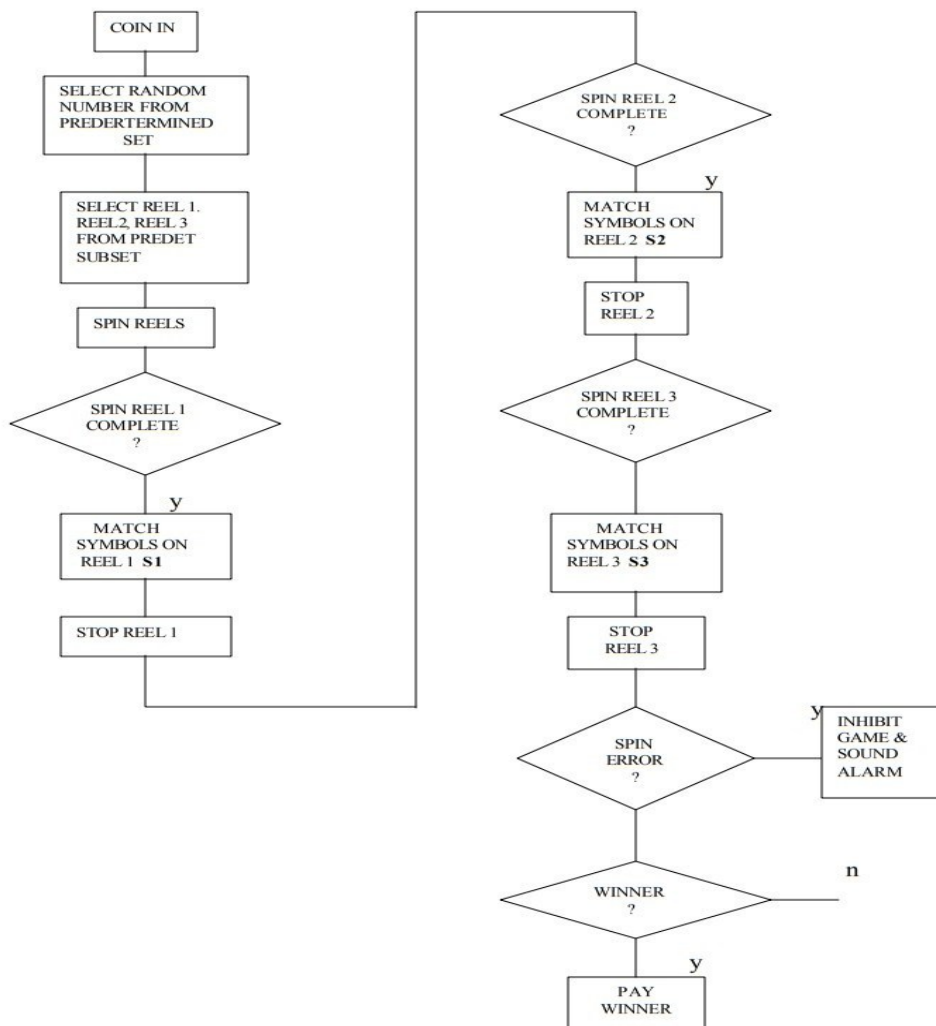 COIN IN
SELECT RANDOM
NUMBER FROM
PREDERTERMINED
SET
SELECT REEL 1.
REEL2, REEL 3
FROM PREDET
SUBSET
SPIN REELS
SPIN REEL 1
COMPLETE
?
y
MATCH
SYMBOLS ON
REEL 1 S1
STOP REEL 1
SPIN REEL 2
COMPLETE
?
y
MATCH
SYMBOLS ON
REEL 2 S2
STOP
REEL 2
SPIN REEL 3
COMPLETE
?
MATCH
SYMBOLS ON
REEL 3 S3
STOP
REEL 3
SPIN
ERROR
?
y
INHIBIT
GAME &
SOUND
ALARM
WINNER
?
n
y
PAY
WINNER